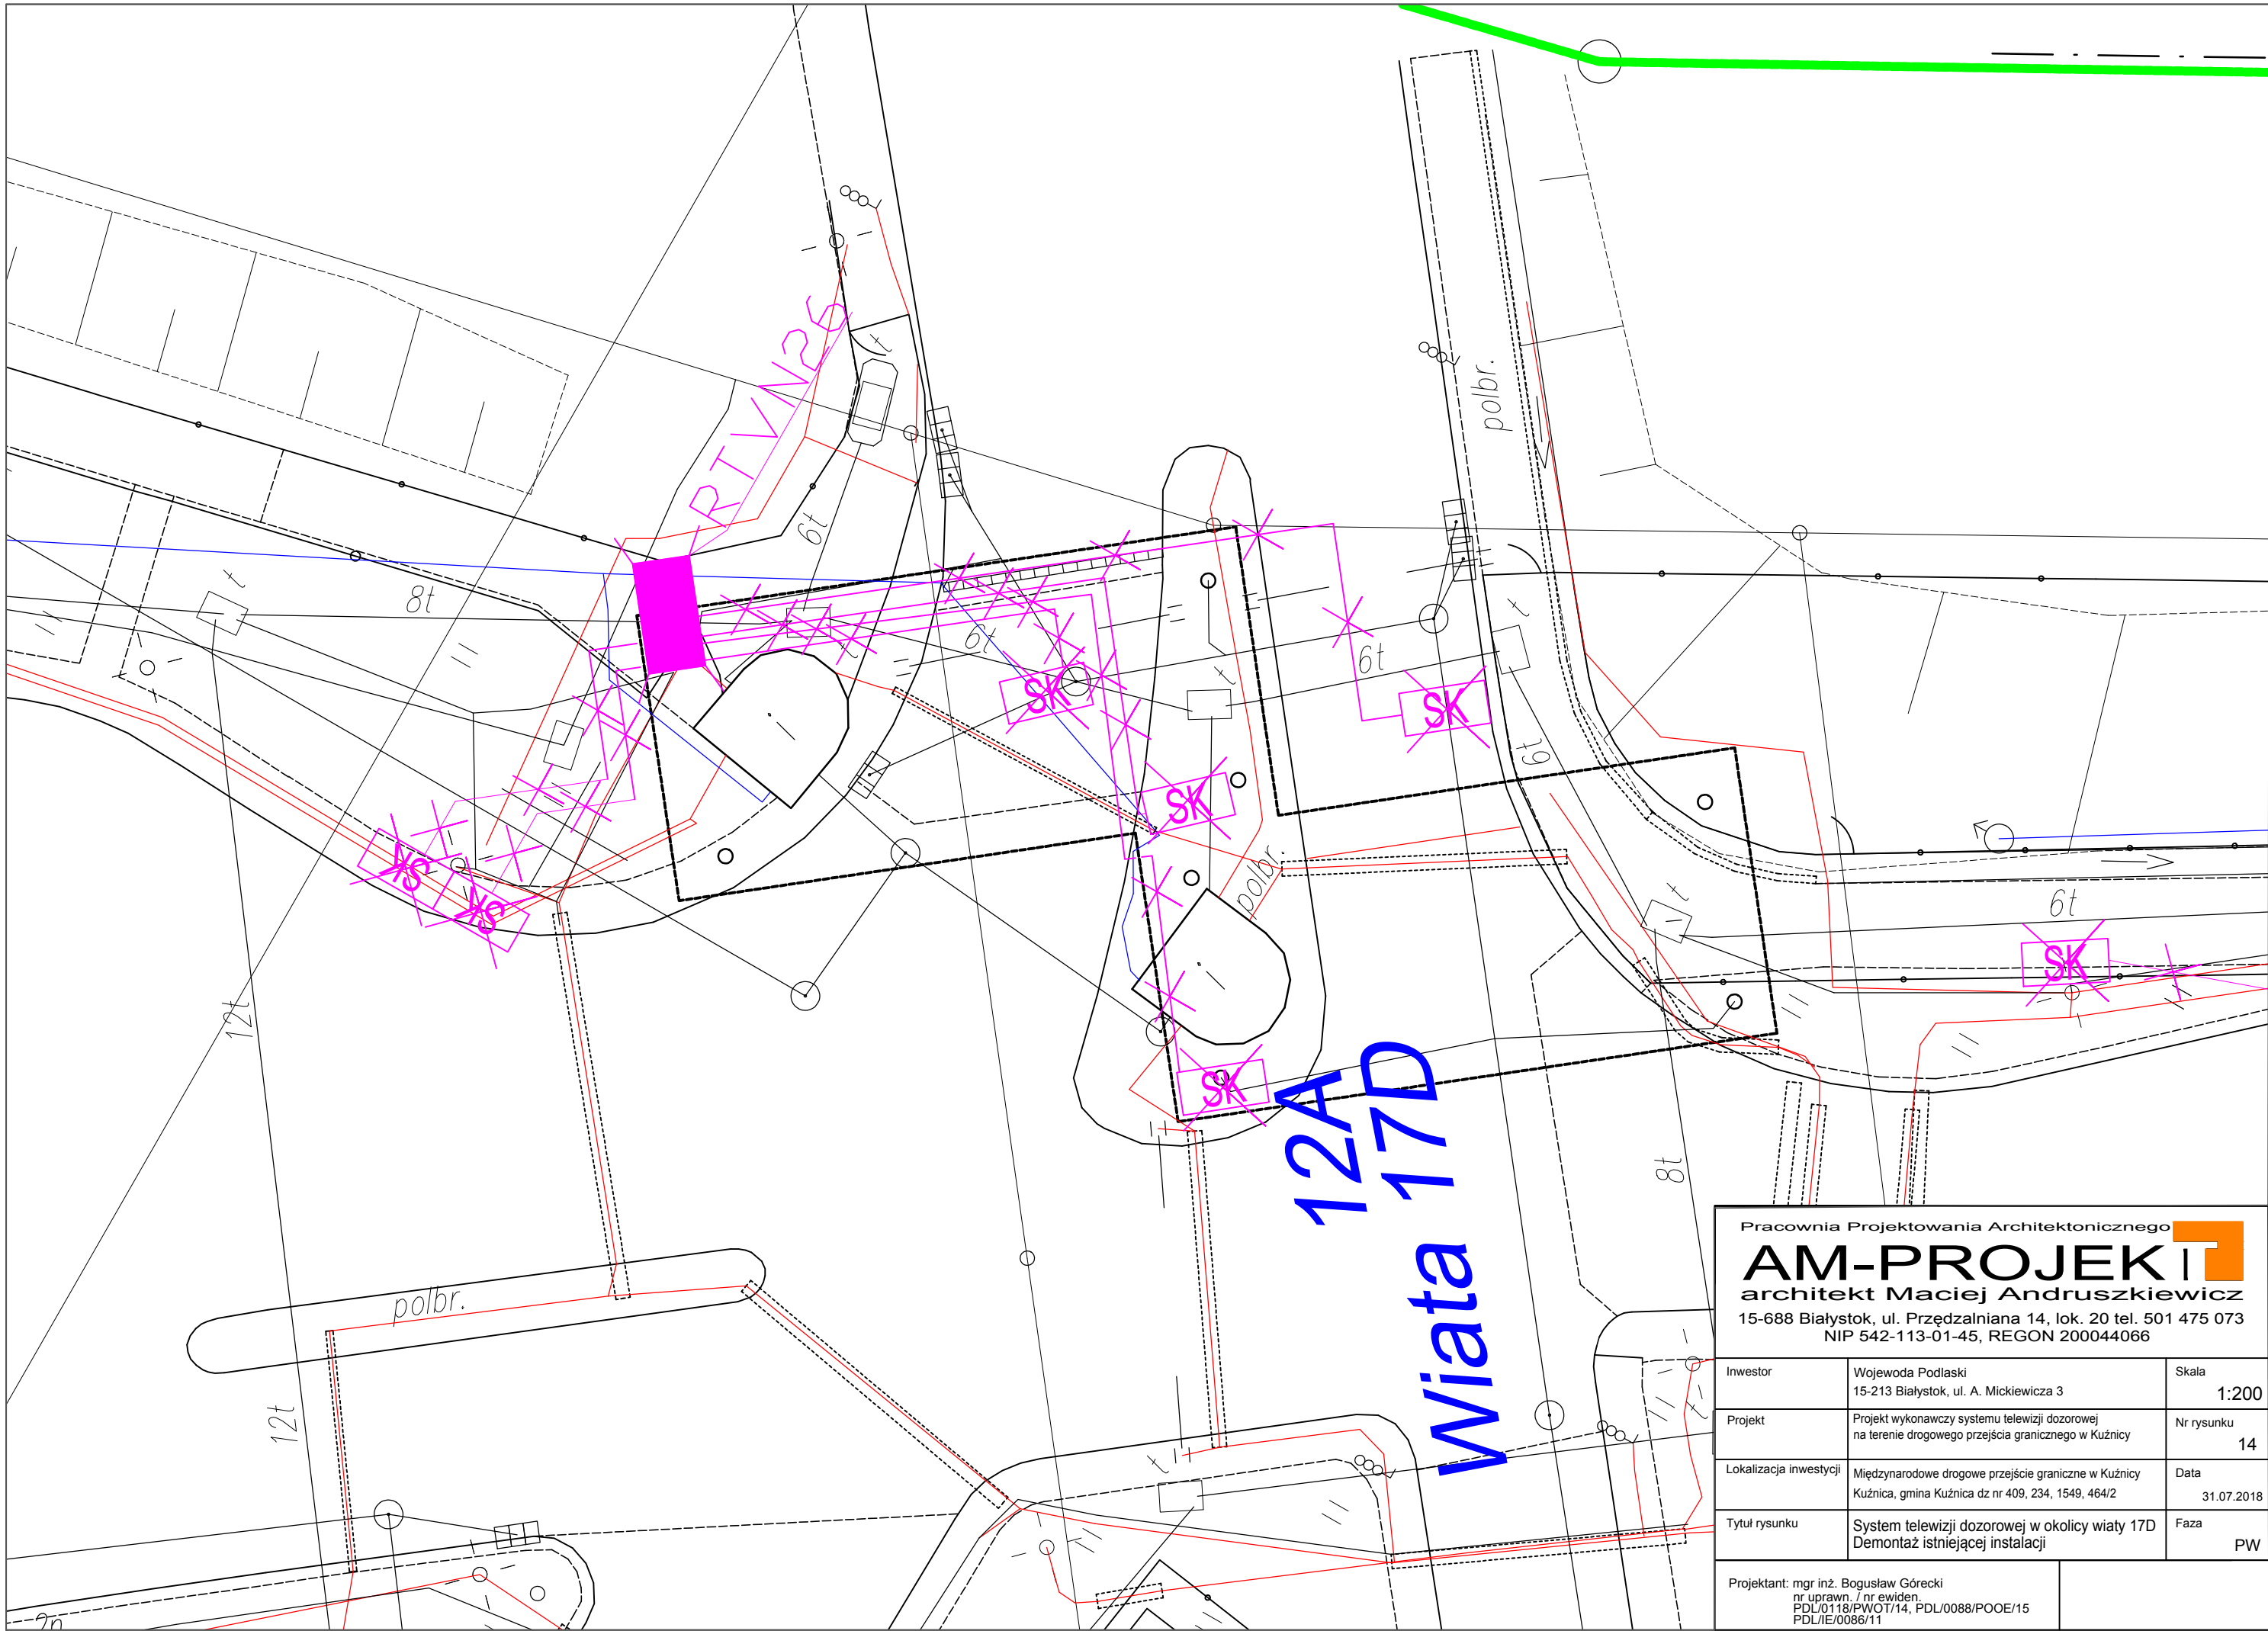 RTV N25
polbr.
6t
8t
6t
6t
SK
SK
6t
SK
polbr.
6t
SK
SK
SK
SK
12t
8t
12A
Wiata 17D
polbr.
12t
t
t
t
t
t
t
t
t
Pracownia Projektowania Architektonicznego
AM-PROJEKT
architekt Maciej Andruszkiewicz
15-688 Białystok, ul. Przędzalniana 14, lok. 20 tel. 501 475 073
NIP 542-113-01-45, REGON 200044066
Inwestor
Wojewoda Podlaski
15-213 Białystok, ul. A. Mickiewicza 3
Skala
1:200
Projekt
Projekt wykonawczy systemu telewizji dozorowej
na terenie drogowego przejścia granicznego w Kuźnicy
Nr rysunku
14
Lokalizacja inwestycji
Międzynarodowe drogowe przejście graniczne w Kuźnicy
Kuźnica, gmina Kuźnica dz nr 409, 234, 1549, 464/2
Data
31.07.2018
Tytuł rysunku
System telewizji dozorowej w okolicy wiaty 17D
Demontaż istniejącej instalacji
Faza
PW
Projektant: mgr inż. Bogusław Górecki
nr uprawn. / nr ewiden.
PDL/0118/PWOT/14, PDL/0088/POOE/15
PDL/IE/0086/11